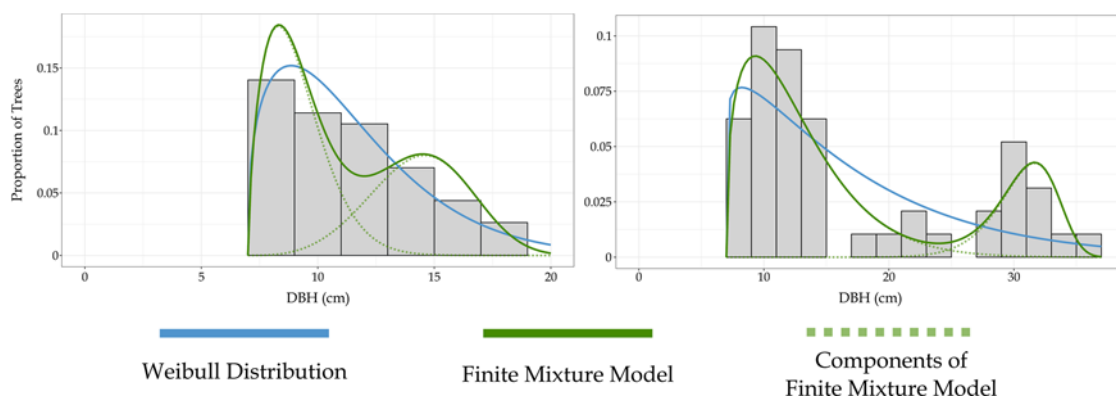 Proportion of Trees
0.15
0.1
0.05
0
0
5
10
15
20
DBH (cm)
0.1
0.075
0.05
0.025
0
0
10
20
30
DBH (cm)
Weibull Distribution
Finite Mixture Model
Components of
Finite Mixture Model